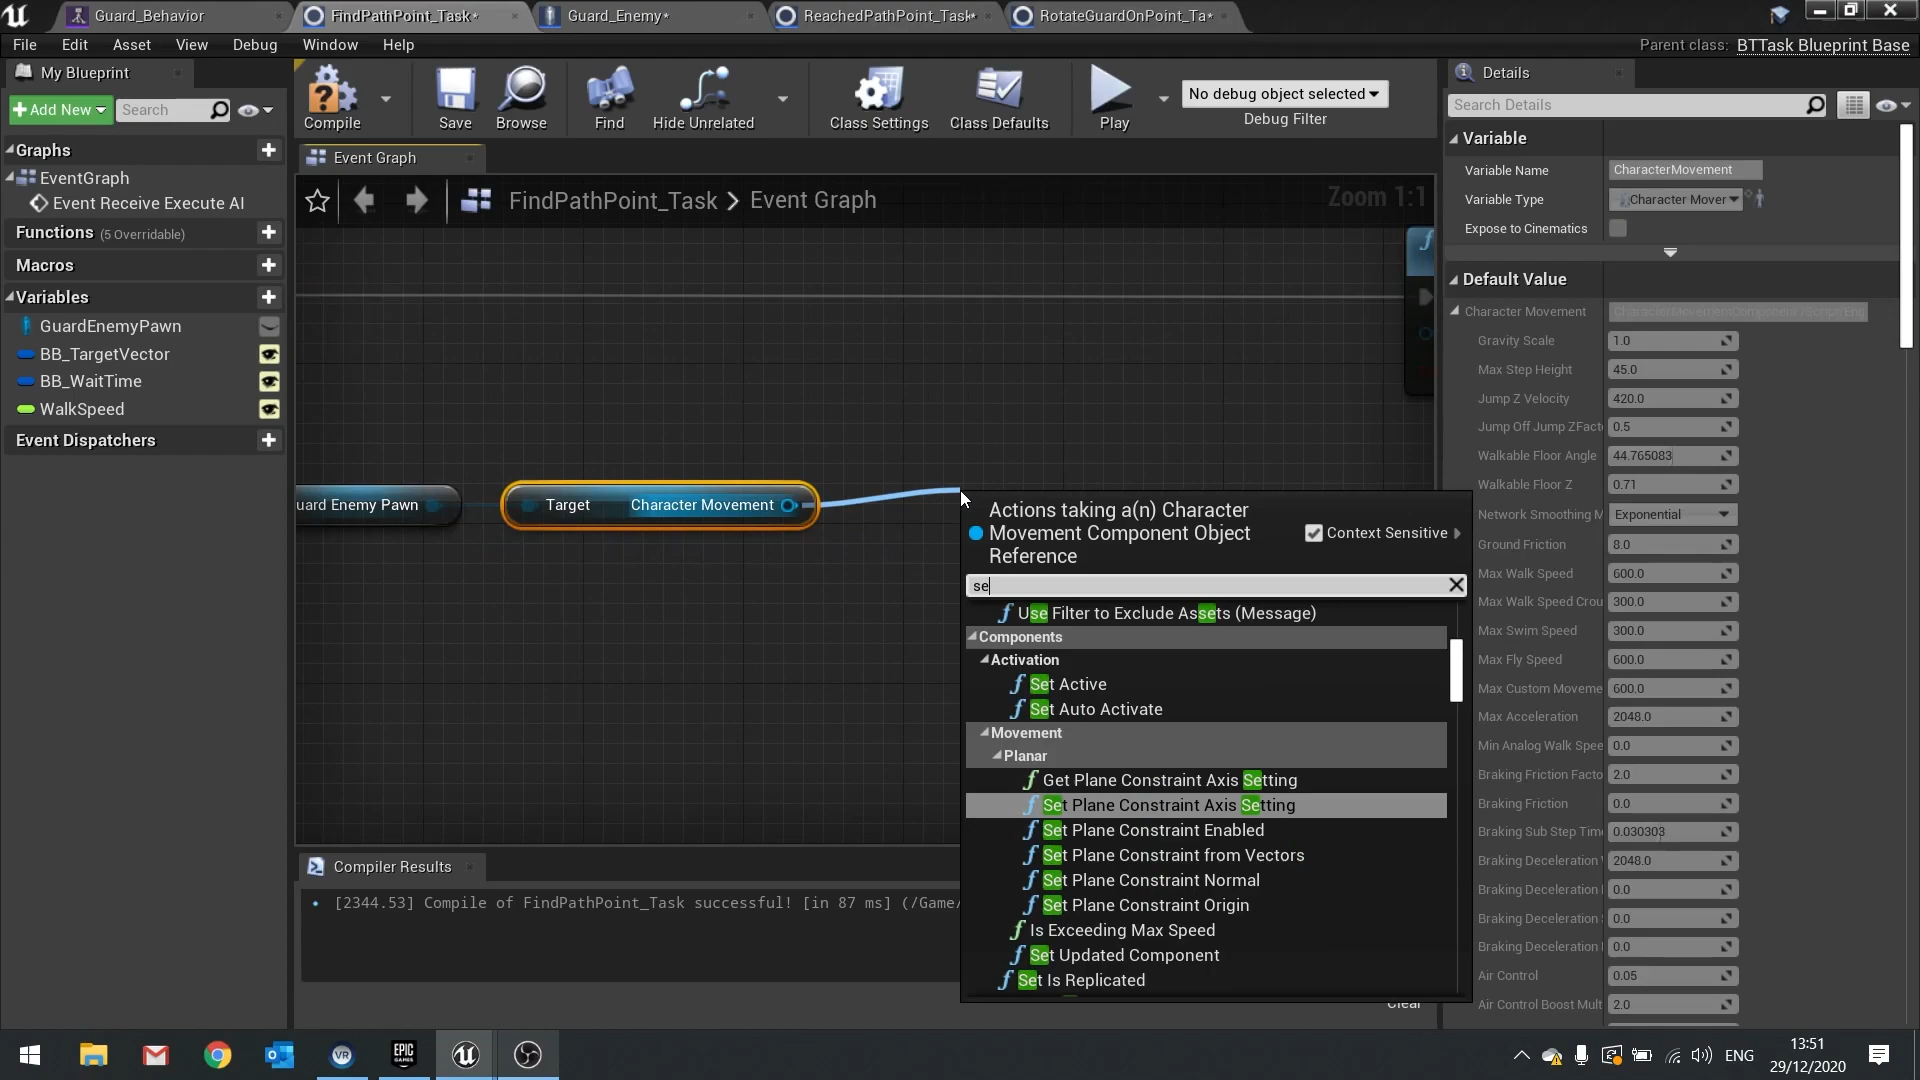 Guard_Behavior
FindPathPoint_Task*
Guard_Enemy*
ReachedPathPoint_Task*
RotateGuardOnPoint_Ta*
File Edit Asset View Debug Window Help
Parent class: BTTask Blueprint Base
My Blueprint
Add New
Search
Compile
Save
Browse
Find
Hide Unrelated
Class Settings
Class Defaults
Play
No debug object selected
Debug Filter
Graphs
EventGraph
Event Receive Execute AI
Functions (5 Overridable)
Macros
Variables
GuardEnemyPawn
BB_TargetVector
BB_WaitTime
WalkSpeed
Event Dispatchers
Event Graph
FindPathPoint_Task > Event Graph
Zoom 1:1
uard Enemy Pawn
Target Character Movement
Actions taking a(n) Character
Movement Component Object
Reference
Context Sensitive
se
Use Filter to Exclude Assets (Message)
Components
Activation
Set Active
Set Auto Activate
Movement
Planar
Get Plane Constraint Axis Setting
Set Plane Constraint Axis Setting
Set Plane Constraint Enabled
Set Plane Constraint from Vectors
Set Plane Constraint Normal
Set Plane Constraint Origin
Is Exceeding Max Speed
Set Updated Component
Set Is Replicated
Clear
Compiler Results
[2344.53] Compile of FindPathPoint_Task successful! [in 87 ms] (/Game/
Details
Search Details
Variable
Variable Name CharacterMovement
Variable Type Character Mover
Expose to Cinematics
Default Value
Character Movement
Gravity Scale 1.0
Max Step Height 45.0
Jump Z Velocity 420.0
Jump Off Jump ZFact 0.5
Walkable Floor Angle 44.765083
Walkable Floor Z 0.71
Network Smoothing M Exponential
Ground Friction 8.0
Max Walk Speed 600.0
Max Walk Speed Crou 300.0
Max Swim Speed 300.0
Max Fly Speed 600.0
Max Custom Moveme 600.0
Max Acceleration 2048.0
Min Analog Walk Spee 0.0
Braking Friction Facto 2.0
Braking Friction 0.0
Braking Sub Step Time 0.030303
Braking Deceleration 2048.0
Braking Deceleration 0.0
Braking Deceleration 0.0
Braking Deceleration 0.0
Air Control 0.05
Air Control Boost Mult 2.0
VR
EPIC
GAMES
ENG
13:51
29/12/2020